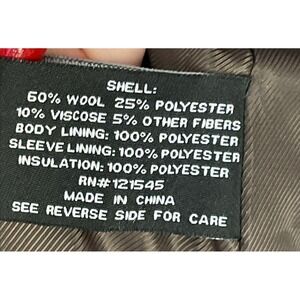 SHELL:
60% WOOL 25% POLYESTER
10% VISCOSE 5% OTHER FIBERS
BODY LINING: 100% POLYESTER
SLEEVE LINING: 100% POLYESTER
INSULATION: 100% POLYESTER
RN# 121545
MADE IN CHINA
SEE REVERSE SIDE FOR CARE